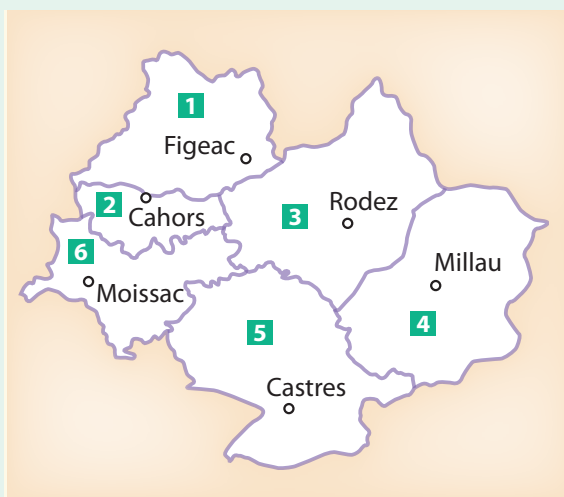 1
Figeac
2
Cahors
3
Rodez
6
Moissac
Millau
4
5
Castres